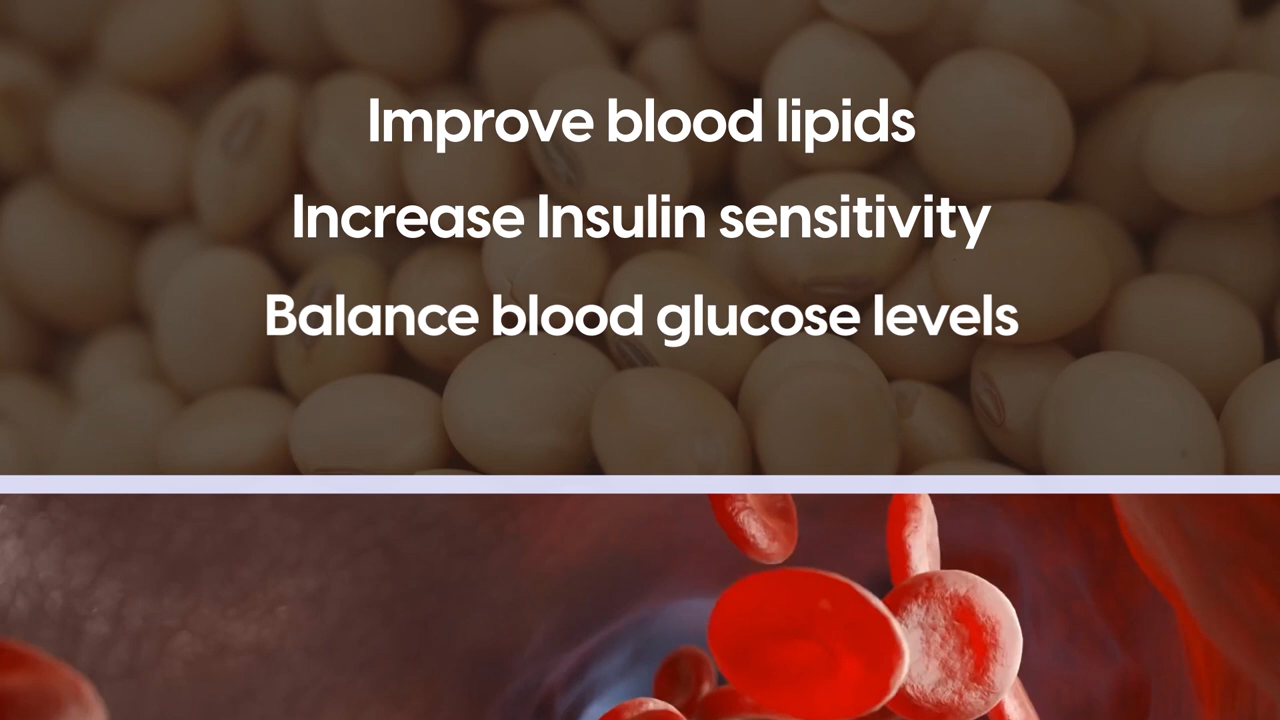 Improve blood lipids
Increase Insulin sensitivity
Balance blood glucose levels